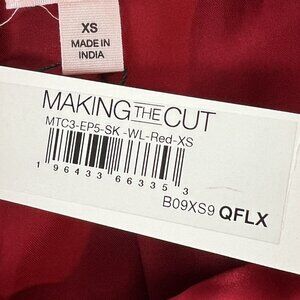 XS
MADE IN
INDIA
MAKING THE CUT
MTC3-EP5-SK -WL-Red-XS
1 96433 66335 3
B09XS9 QFLX